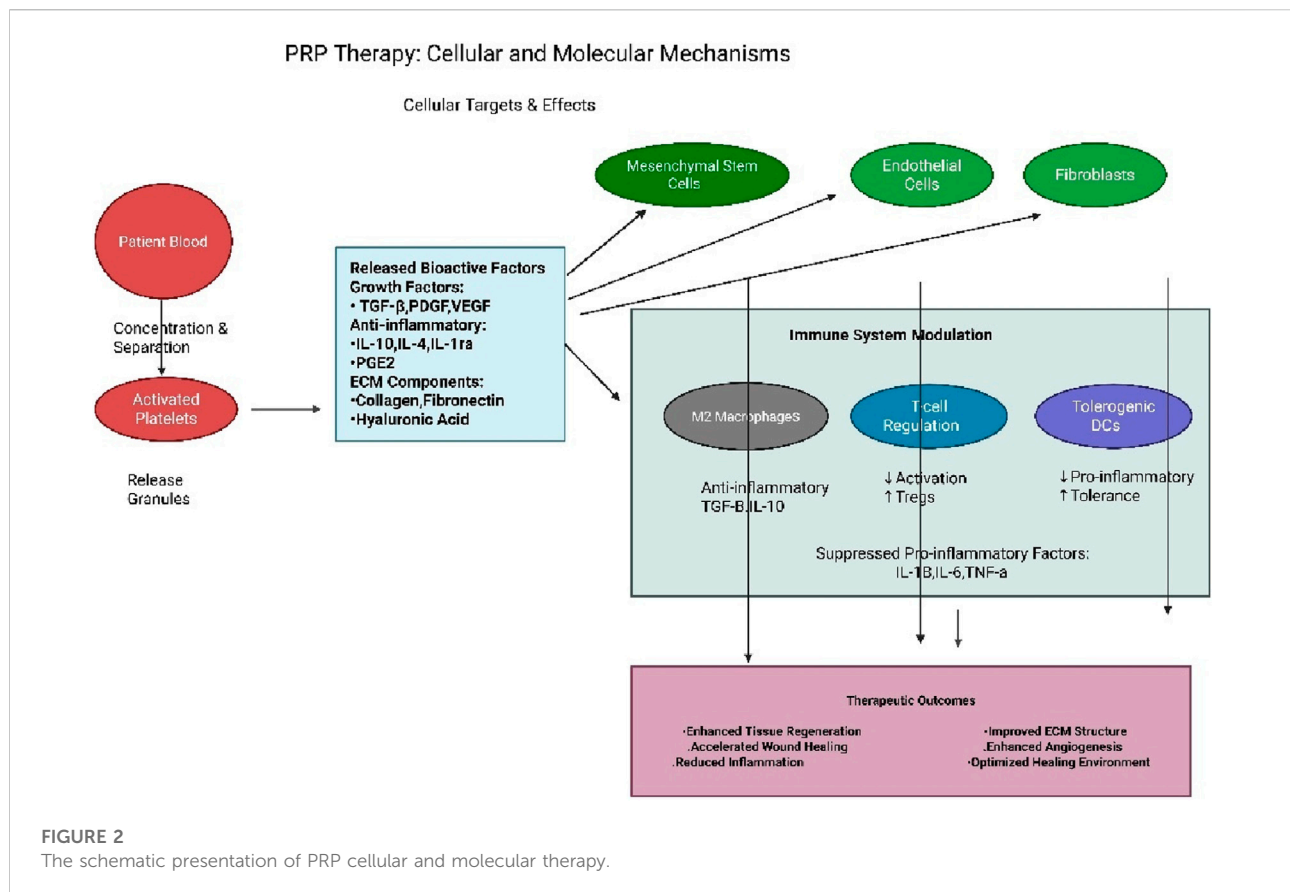 PRP Therapy: Cellular and Molecular Mechanisms
Cellular Targets & Effects
Mesenchymal Stem
Cells
Endothelial
Cells
Fibroblasts
Patient Blood
Concentration &
Separation
Activated
Platelets
Release
Granules
Released Bioactive Factors
Growth Factors:
• TGF-β,PDGF,VEGF
Anti-inflammatory:
•IL-10,IL-4,IL-1ra
•PGE2
ECM Components:
•Collagen,Fibronectin
•Hyaluronic Acid
Immune System Modulation
M2 Macrophages
T-cell
Regulation
Tolerogenic
DCs
Anti-inflammatory
TGF-B.IL-10
↓Activation
↑Tregs
↓Pro-inflammatory
↑Tolerance
Suppressed Pro-inflammatory Factors:
IL-1B,IL-6,TNF-a
Therapeutic Outcomes
•Enhanced Tissue Regeneration
.Accelerated Wound Healing
.Reduced Inflammation
•Improved ECM Structure
.Enhanced Angiogenesis
•Optimized Healing Environment
FIGURE 2
The schematic presentation of PRP cellular and molecular therapy.